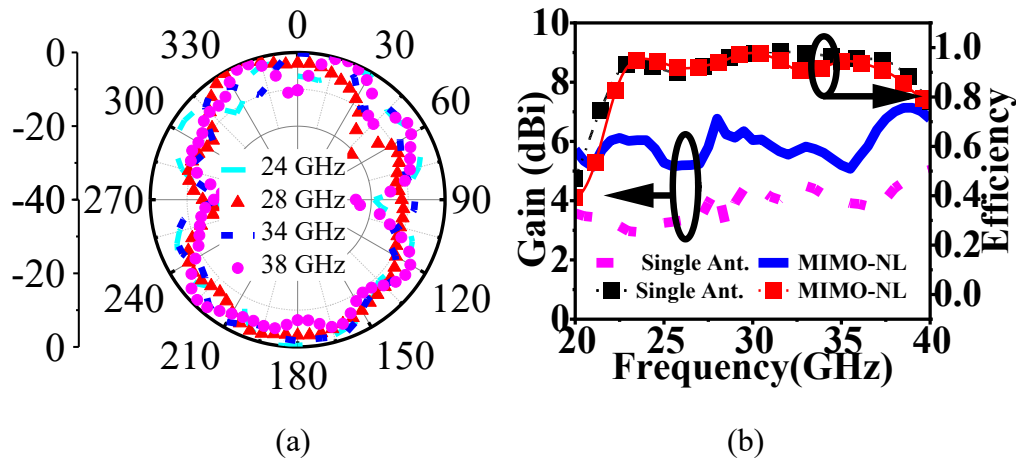 0
330
30
300
60
270
90
240
120
210
150
180
0
-20
-40
-20
0
24 GHz
28 GHz
34 GHz
38 GHz
(a)
10
8
6
4
2
0
Gain (dBi)
1.0
0.8
0.6
0.4
0.2
0.0
Efficiency
Single Ant. MIMO-NL
Single Ant. MIMO-NL
20 25 30 35 40
Frequency(GHz)
(b)